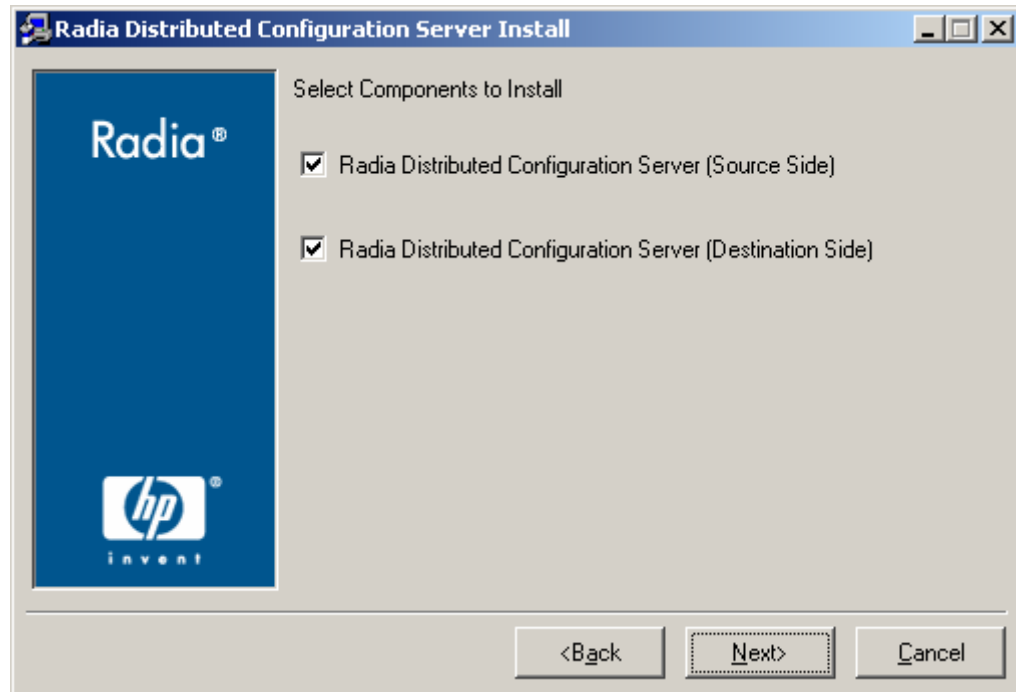 Radia Distributed Configuration Server Install
Select Components to Install
Radia®
Radia Distributed Configuration Server (Source Side)
Radia Distributed Configuration Server (Destination Side)
hp®
invent
<Back
Next>
Cancel